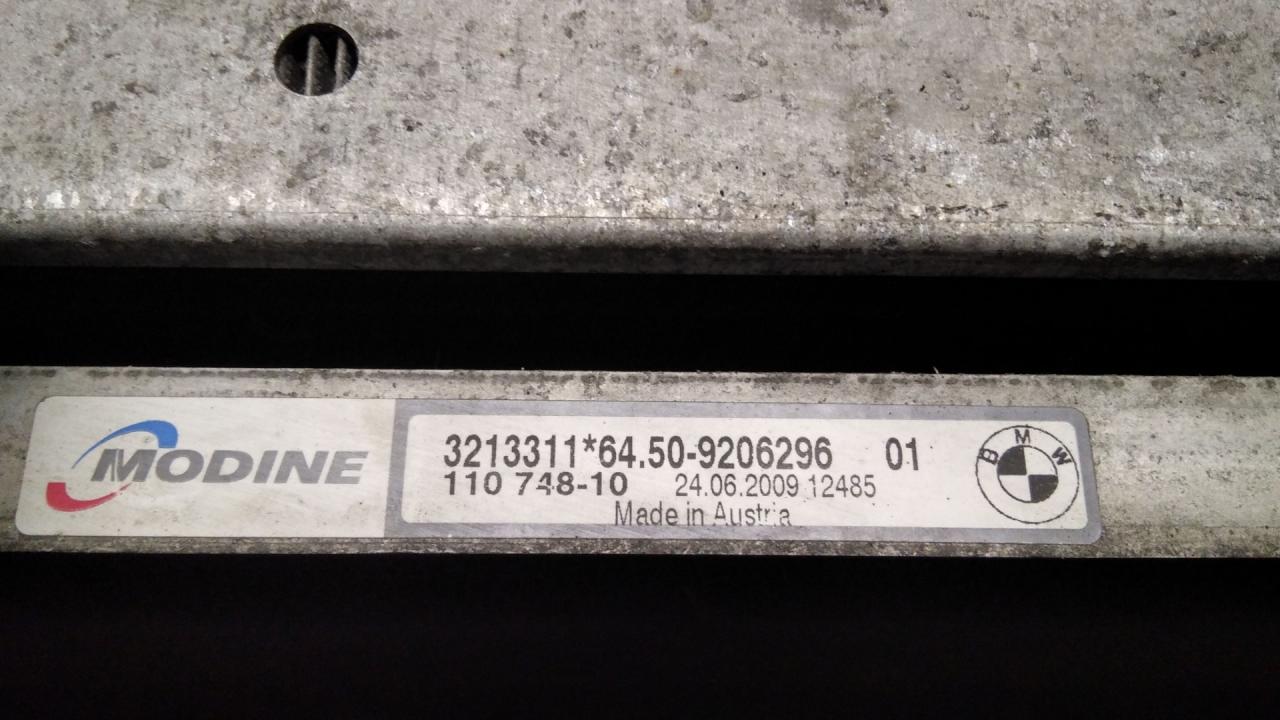 MODINE
3213311*64.50-9206296 01
110 748-10 24.06.2009 12485
Made in Austria
BMW